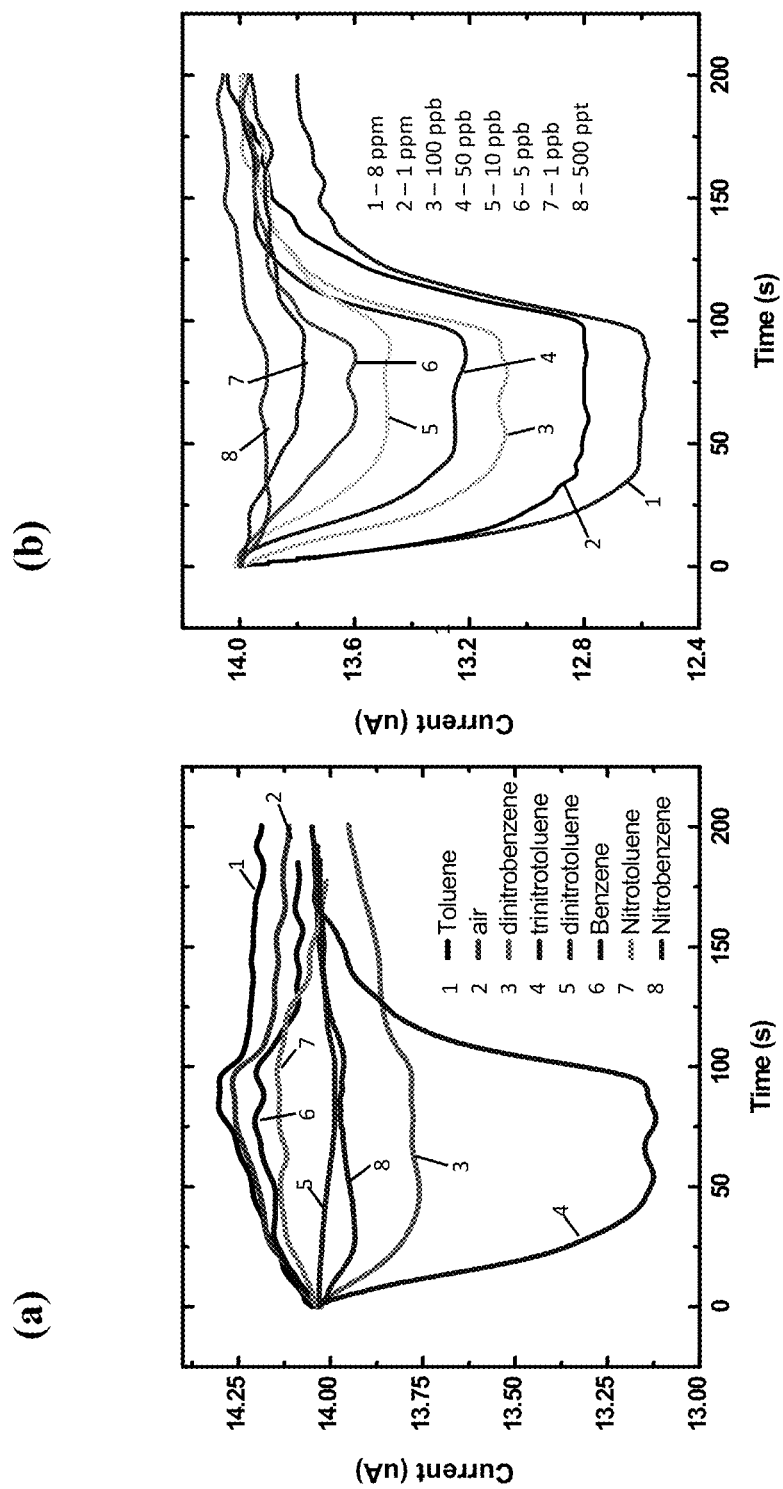 (a)
14.25
14.00
13.75
13.50
13.25
13.00
Current (uA)
0
50
100
150
200
Time (s)
1
2
3
4
5
6
7
8
1 Toluene
2 air
3 dinitrobenzene
4 trinitrotoluene
5 dinitrotoluene
6 Benzene
7 Nitrotoluene
8 Nitrobenzene
(b)
14.0
13.6
13.2
12.8
12.4
Current (uA)
0
50
100
150
200
Time (s)
1
8
7
6
5
4
3
2
1
1 – 8 ppm
2 – 1 ppm
3 – 100 ppb
4 – 50 ppb
5 – 10 ppb
6 – 5 ppb
7 – 1 ppb
8 – 500 ppt